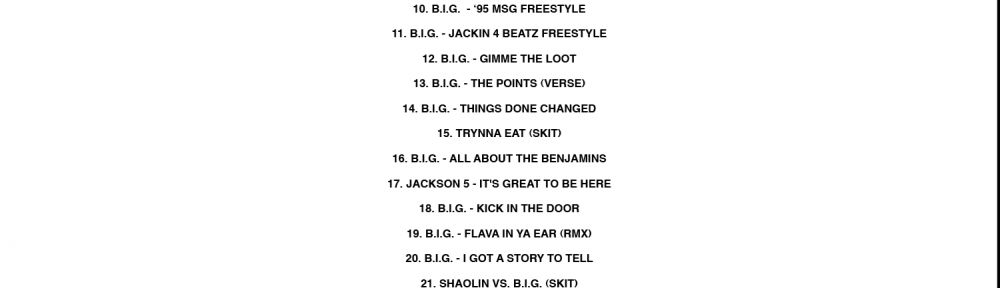 10. B.I.G.  - ‘95 MSG FREESTYLE
11. B.I.G. - JACKIN 4 BEATZ FREESTYLE
12. B.I.G. - GIMME THE LOOT
13. B.I.G. - THE POINTS (VERSE)
14. B.I.G. - THINGS DONE CHANGED
15. TRYNNA EAT (SKIT)
16. B.I.G. - ALL ABOUT THE BENJAMINS
17. JACKSON 5 - IT'S GREAT TO BE HERE
18. B.I.G. - KICK IN THE DOOR
19. B.I.G. - FLAVA IN YA EAR (RMX)
20. B.I.G. - I GOT A STORY TO TELL
21. SHAOLIN VS. B.I.G. (SKIT)